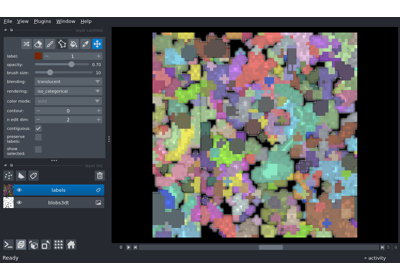 File View Plugins Window Help
label:
1
opacity:
0.70
brush size:
10
blending:
translucent
rendering:
iso_categorical
color mode:
contour:
0
n edit dim:
2
contiguous:
preserve
labels:
show
selected:
labels
blobs3dt
0
Ready
activity